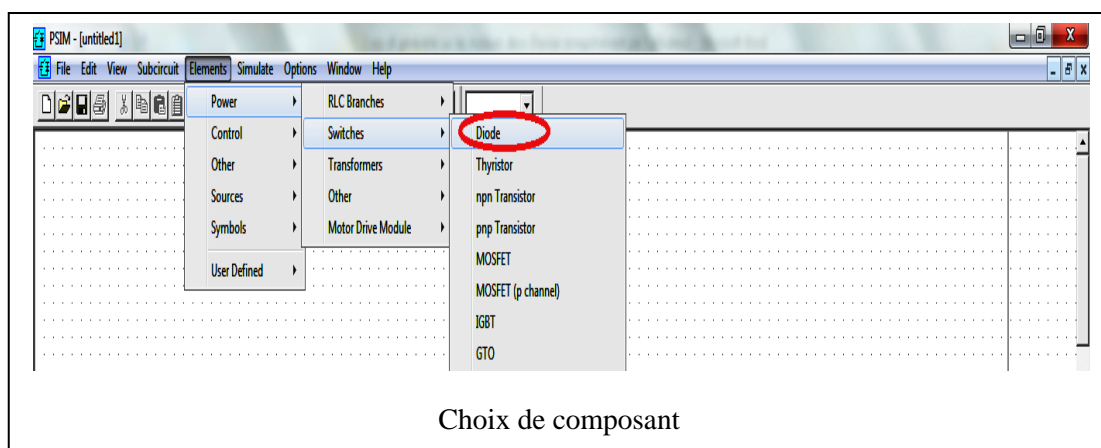 PSIM - [untitled1]
File Edit View Subcircuit Elements Simulate Options Window Help
Power
Control
Other
Sources
Symbols
User Defined
RLC Branches
Switches
Transformers
Other
Motor Drive Module
Diode
Thyristor
npn Transistor
pnp Transistor
MOSFET
MOSFET (p channel)
IGBT
GTO
Choix de composant